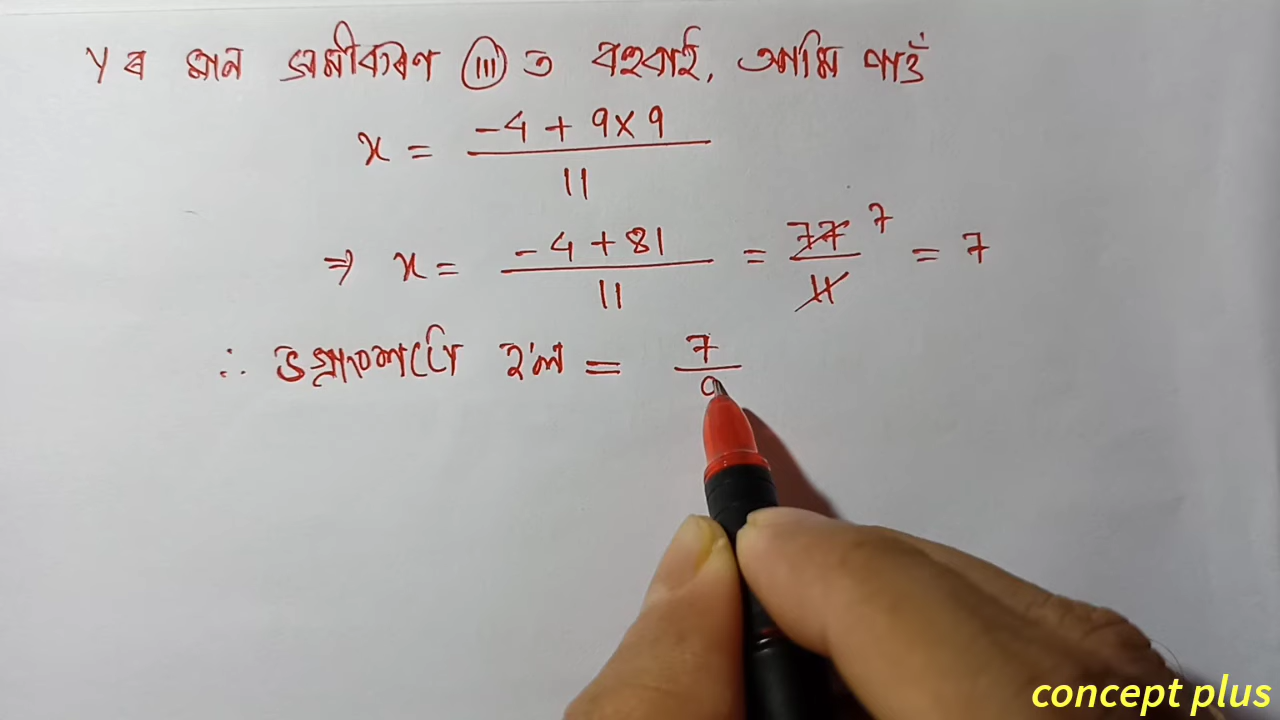 Y ৰ মান সমীকৰণ (III) ত বহুৱাই, আমি পাওঁ
x = (-4 + 9 × 9) / 11
⇒ x = (-4 + 81) / 11 = 77 / 11 7 = 7
∴ ভগ্নাংশটো হ'ল = 7 / 9
concept plus